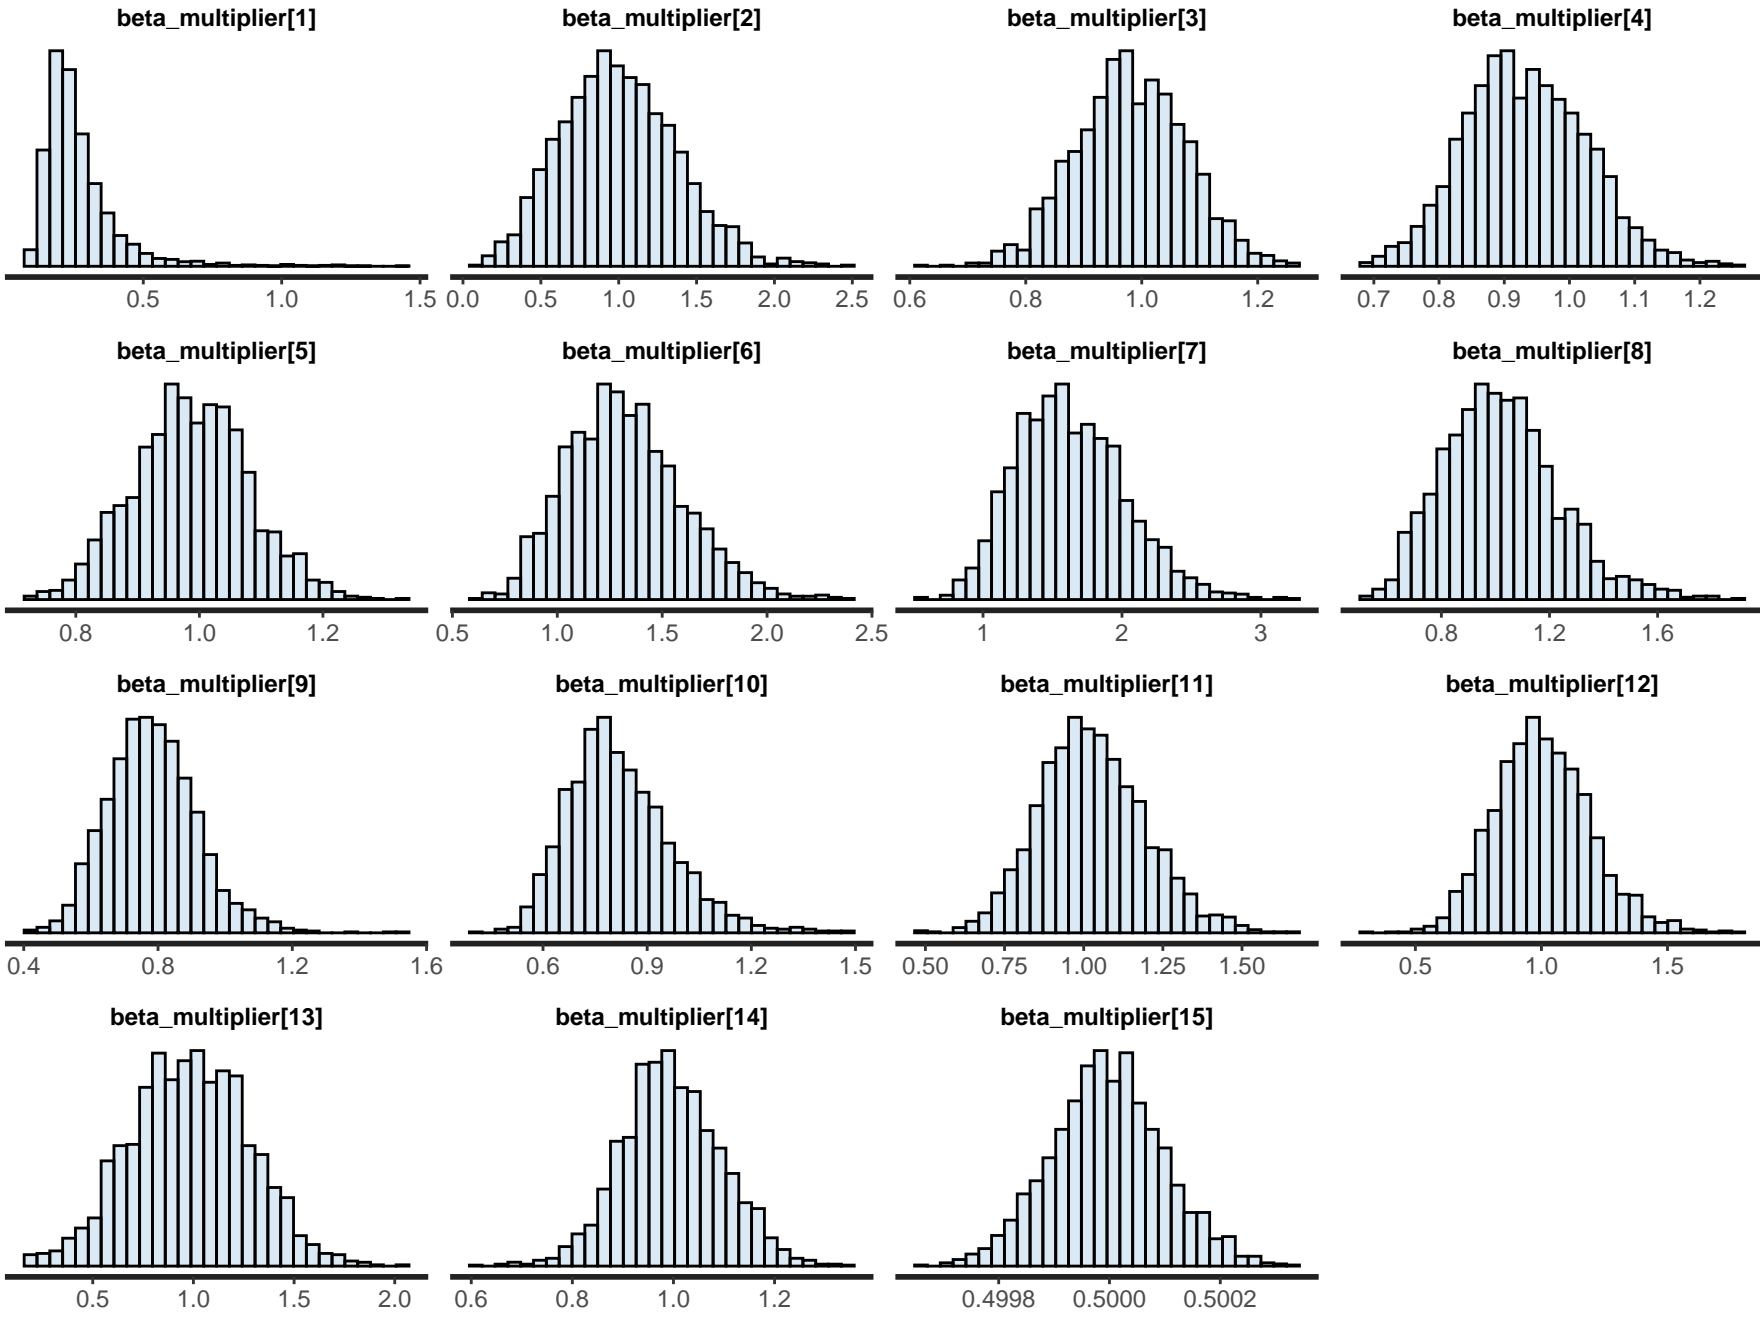 beta_multiplier[1] beta_multiplier[2] beta_multiplier[3] beta_multiplier[4]
0.5 1.0 1.5 0.0 0.5 1.0 1.5 2.0 2.5 0.6 0.8 1.0 1.2 0.7 0.8 0.9 1.0 1.1 1.2
beta_multiplier[5] beta_multiplier[6] beta_multiplier[7] beta_multiplier[8]
0.8 1.0 1.2 0.5 1.0 1.5 2.0 2.5 1 2 3 0.8 1.2 1.6
beta_multiplier[9] beta_multiplier[10] beta_multiplier[11] beta_multiplier[12]
0.4 0.8 1.2 1.6 0.6 0.9 1.2 1.5 0.50 0.75 1.00 1.25 1.50 0.5 1.0 1.5
beta_multiplier[13] beta_multiplier[14] beta_multiplier[15]
0.5 1.0 1.5 2.0 0.6 0.8 1.0 1.2 0.4998 0.5000 0.5002